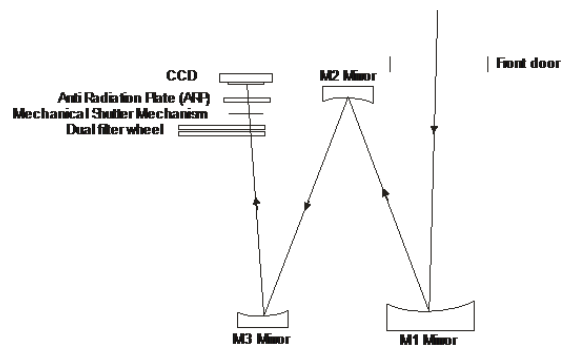 Front door
CCD
M2 Mirror
Anti Radiation Plate (ARP)
Mechanical Shutter Mechanism
Dual filter wheel
M3 Mirror
M1 Mirror